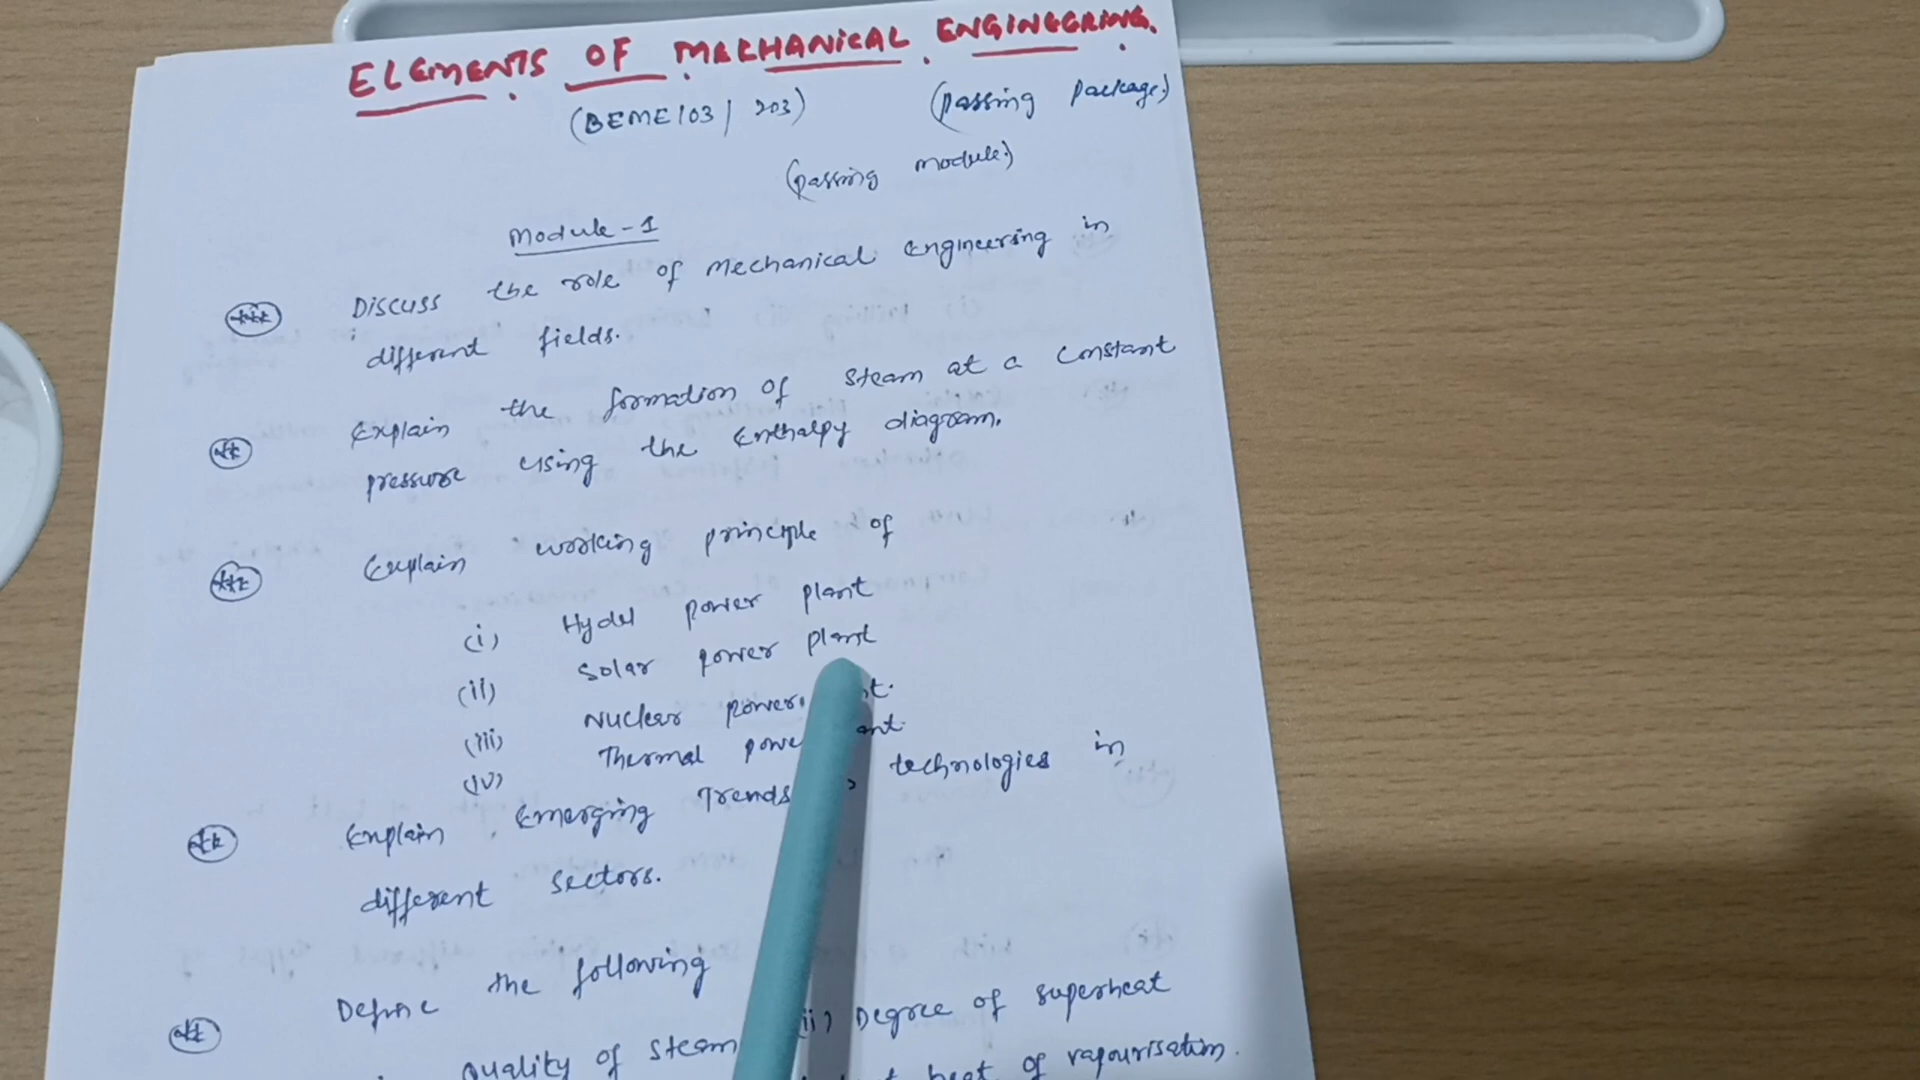 ELEMENTS OF MECHANICAL ENGINEERING.
(BEME103 / 203) (Passing Package)
(Passing module)
Module-1
*** Discuss the role of Mechanical Engineering in
different fields.
** Explain the formation of steam at a constant
pressure using the Enthalpy diagram.
*** Explain working principle of
(i) Hydel power plant
(ii) Solar power plant
(iii) Nuclear power
(iv) Thermal
** Explain Emerging Trends technologies in
different sectors.
** Define the following
quality of steam (ii) Degree of superheat
heat of vapourisation.